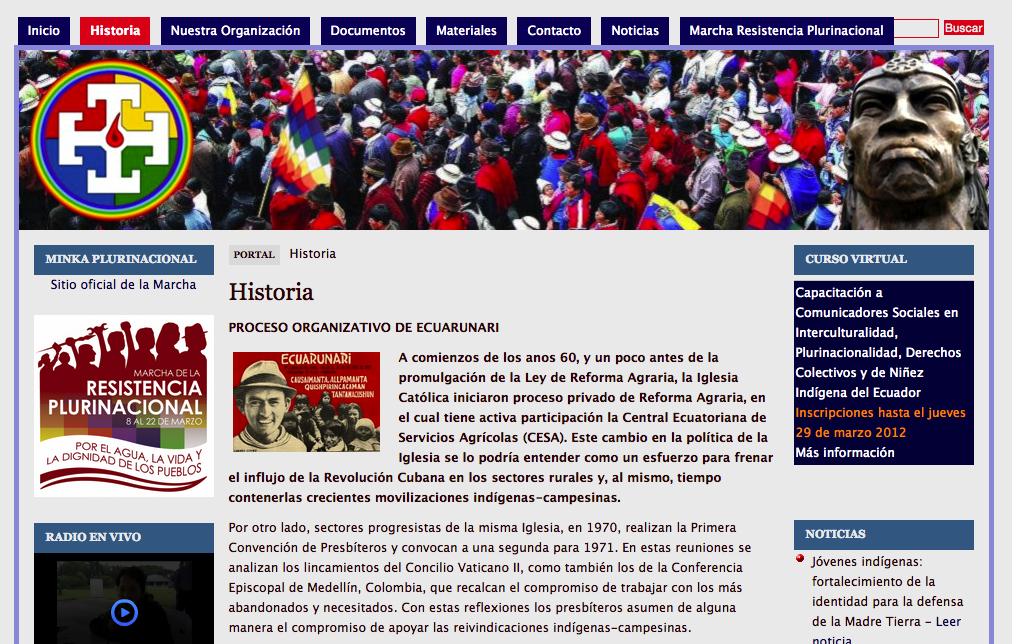 Inicio
Historia
Nuestra Organización
Documentos
Materiales
Contacto
Noticias
Marcha Resistencia Plurinacional
Buscar
MINKA PLURINACIONAL
Sitio oficial de la Marcha
MARCHA DE LA
RESISTENCIA
PLURINACIONAL
8 AL 22 DE MARZO
POR EL AGUA, LA VIDA Y
LA DIGNIDAD DE LOS PUEBLOS
RADIO EN VIVO
PORTAL Historia
Historia
PROCESO ORGANIZATIVO DE ECUARUNARI
ECUARUNARI
CAUSAIMANTA, ALLPAMANTA
QUISHPIRINCACAMAN
TANTANACUSHUN
A comienzos de los anos 60, y un poco antes de la
promulgación de la Ley de Reforma Agraria, la Iglesia
Católica iniciaron proceso privado de Reforma Agraria, en
el cual tiene activa participación la Central Ecuatoriana de
Servicios Agrícolas (CESA). Este cambio en la política de la
Iglesia se lo podría entender como un esfuerzo para frenar
el influjo de la Revolución Cubana en los sectores rurales y, al mismo, tiempo
contenerlas crecientes movilizaciones indígenas-campesinas.
Por otro lado, sectores progresistas de la misma Iglesia, en 1970, realizan la Primera
Convención de Presbíteros y convocan a una segunda para 1971. En estas reuniones se
analizan los lincamientos del Concilio Vaticano II, como también los de la Conferencia
Episcopal de Medellín, Colombia, que recalcan el compromiso de trabajar con los más
abandonados y necesitados. Con estas reflexiones los presbíteros asumen de alguna
manera el compromiso de apoyar las reivindicaciones indígenas-campesinas.
CURSO VIRTUAL
Capacitación a
Comunicadores Sociales en
Interculturalidad,
Plurinacionalidad, Derechos
Colectivos y de Niñez
Indígena del Ecuador
Inscripciones hasta el jueves
29 de marzo 2012
Más información
NOTICIAS
Jóvenes indígenas:
fortalecimiento de la
identidad para la defensa
de la Madre Tierra - Leer
noticia